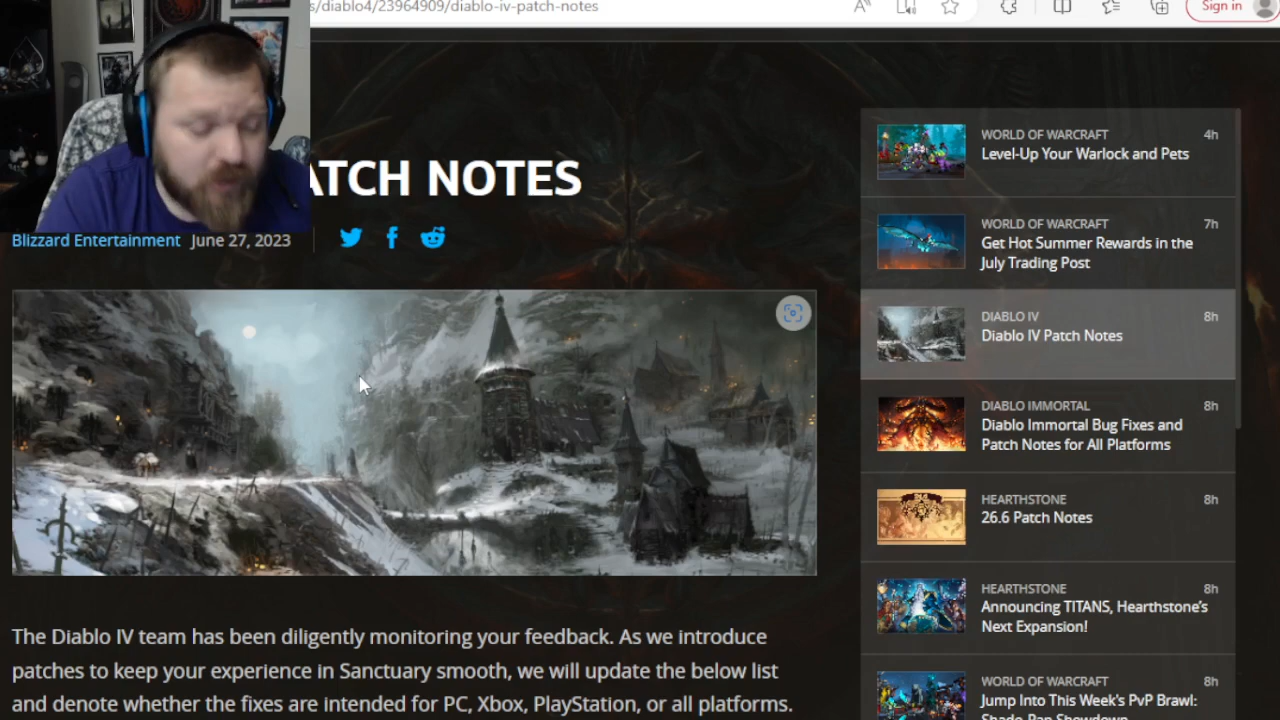 s/diablo4/23964909/diablo-iv-patch-notes
Sign in
ATCH NOTES
Blizzard Entertainment June 27, 2023
The Diablo IV team has been diligently monitoring your feedback. As we introduce
patches to keep your experience in Sanctuary smooth, we will update the below list
and denote whether the fixes are intended for PC, Xbox, PlayStation, or all platforms.
WORLD OF WARCRAFT 4h
Level-Up Your Warlock and Pets
WORLD OF WARCRAFT 7h
Get Hot Summer Rewards in the
July Trading Post
DIABLO IV 8h
Diablo IV Patch Notes
DIABLO IMMORTAL 8h
Diablo Immortal Bug Fixes and
Patch Notes for All Platforms
HEARTHSTONE 8h
26.6 Patch Notes
HEARTHSTONE 8h
Announcing TITANS, Hearthstone's
Next Expansion!
WORLD OF WARCRAFT 8h
Jump Into This Week's PvP Brawl:
Shado-Pan Showdown